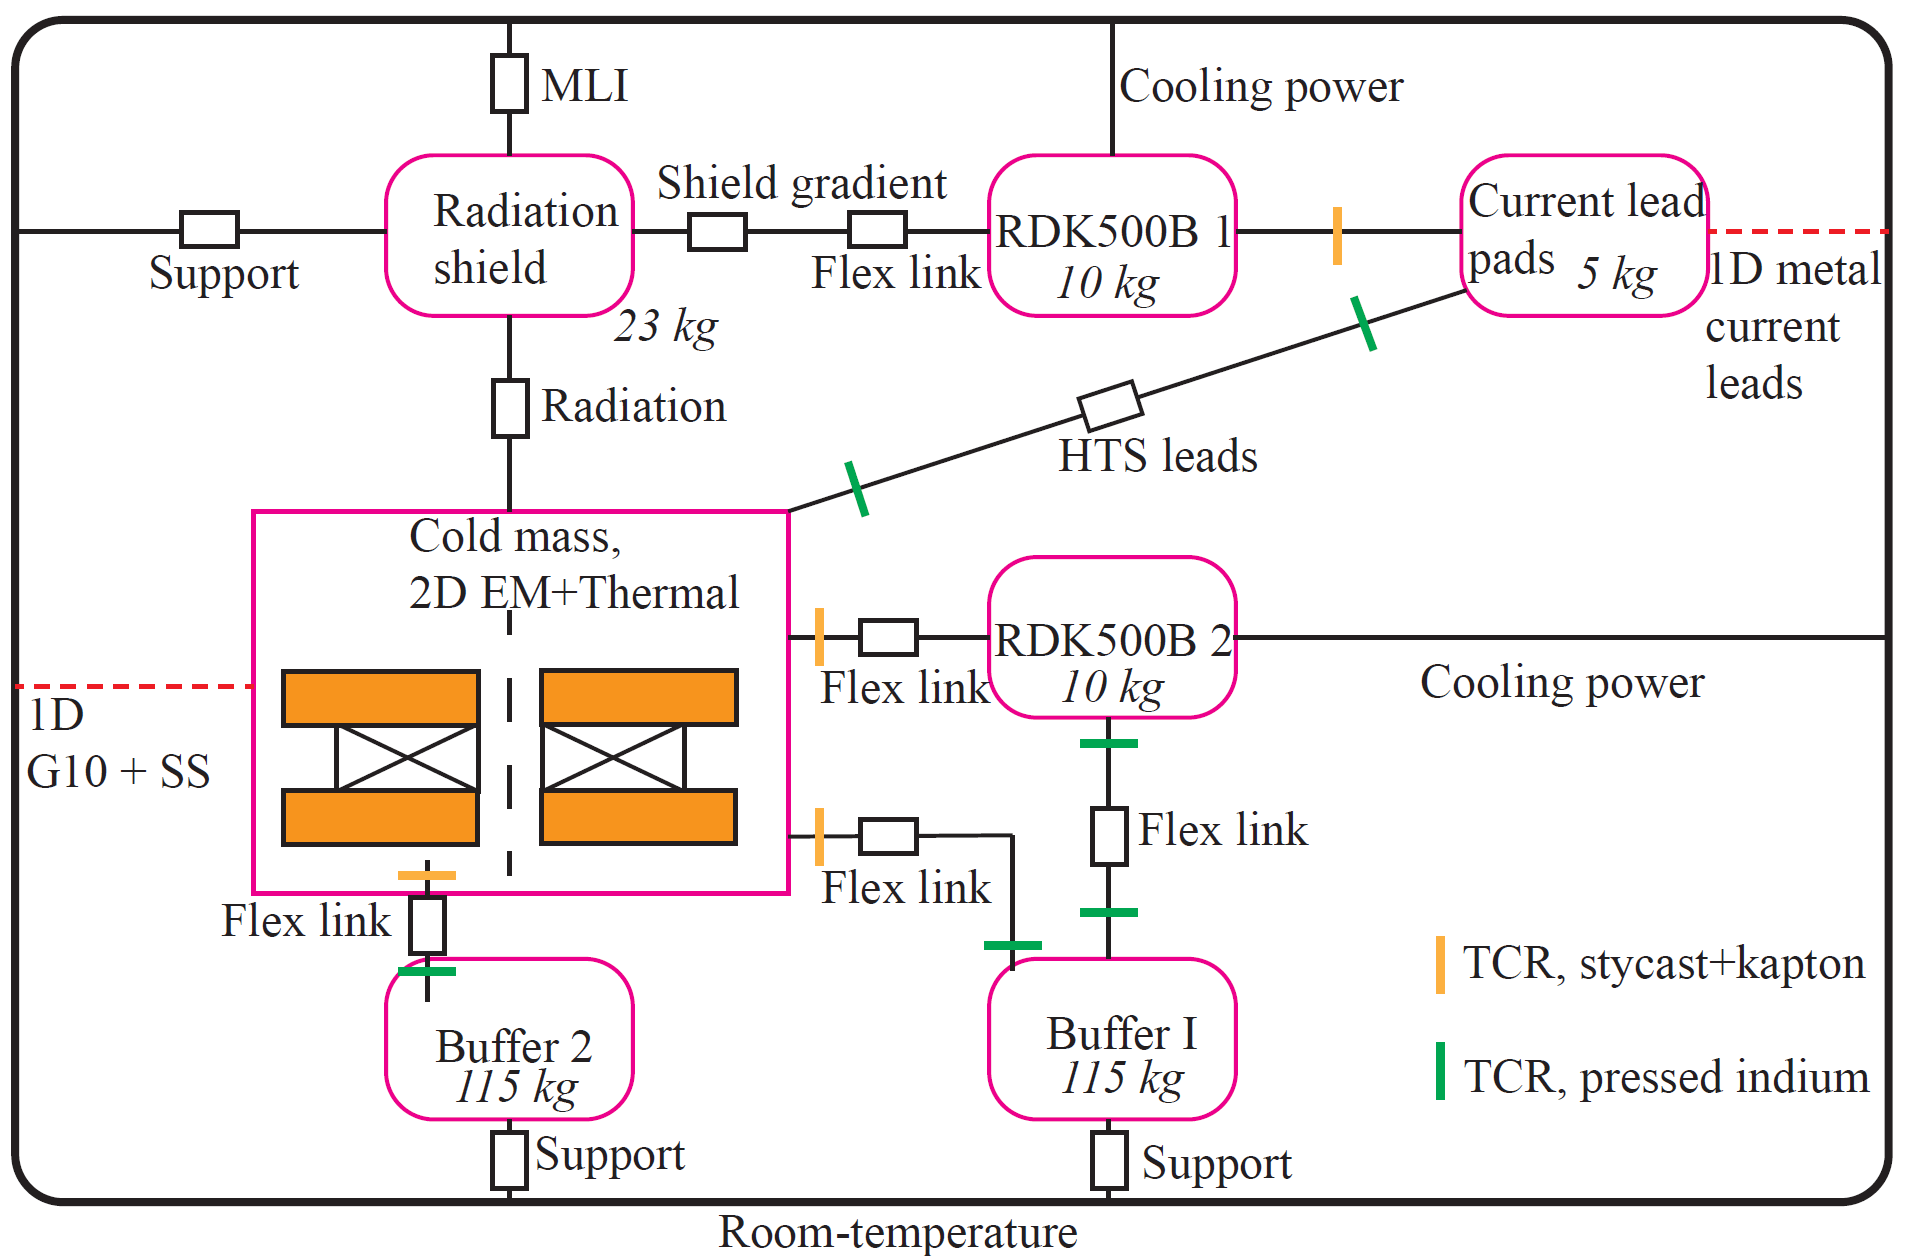 MLI
Cooling power
Radiation
shield
23 kg
Support
Shield gradient
Flex link
RDK500B 1
10 kg
Current lead
pads 5 kg
1D metal
current
leads
Radiation
HTS leads
Cold mass,
2D EM+Thermal
1D
G10 + SS
Flex link
RDK500B 2
10 kg
Cooling power
Flex link
Flex link
Flex link
Buffer 2
115 kg
Buffer I
115 kg
TCR, stycast+kapton
TCR, pressed indium
Support
Support
Room-temperature